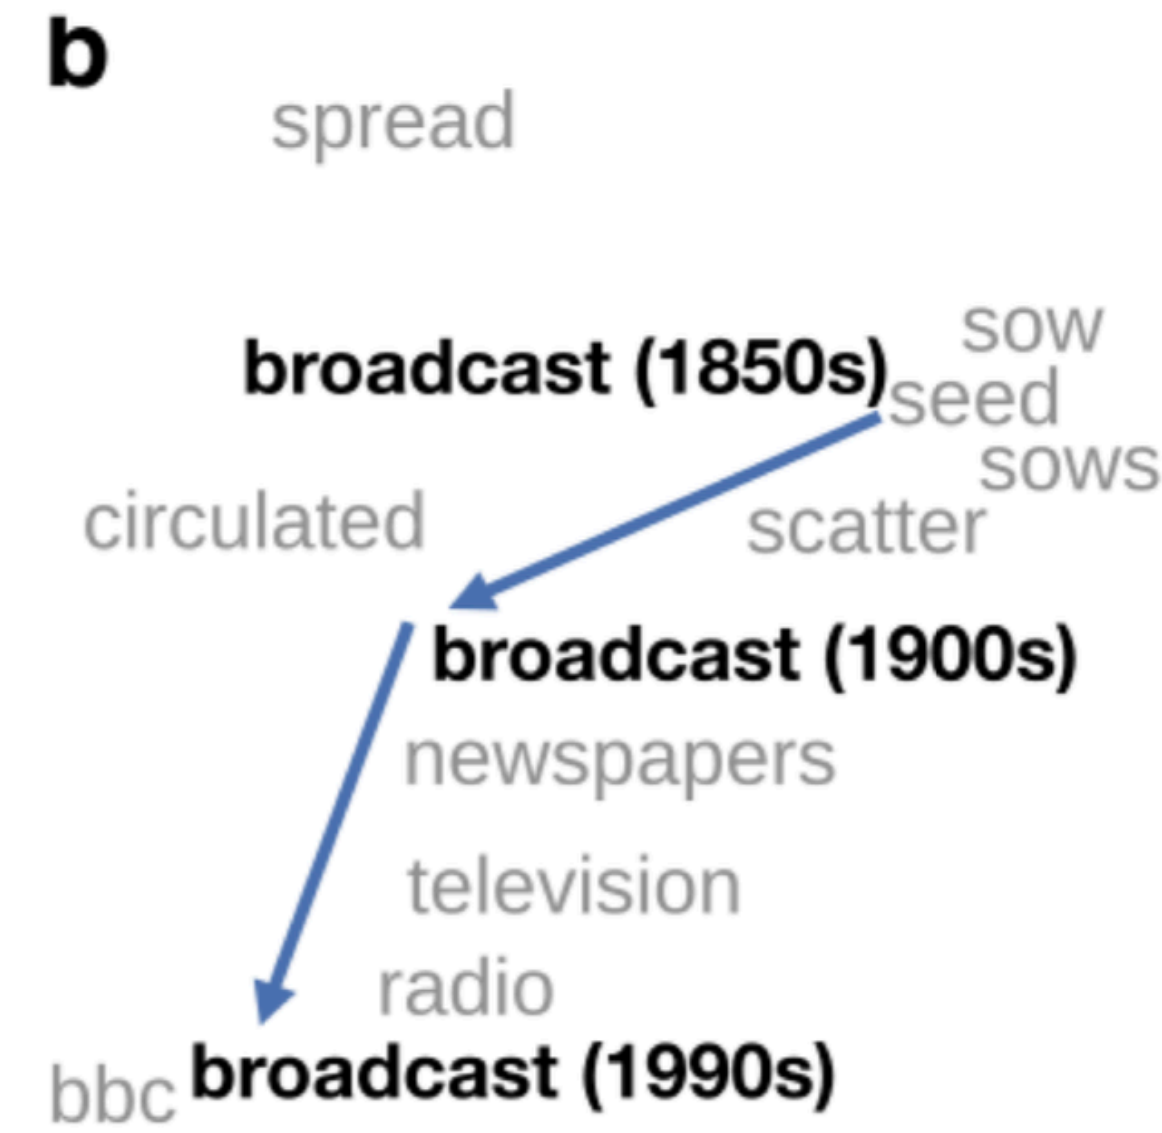 b
spread
sow
broadcast (1850s)
seed
sows
circulated
scatter
broadcast (1900s)
newspapers
television
radio
broadcast (1990s)
bbc